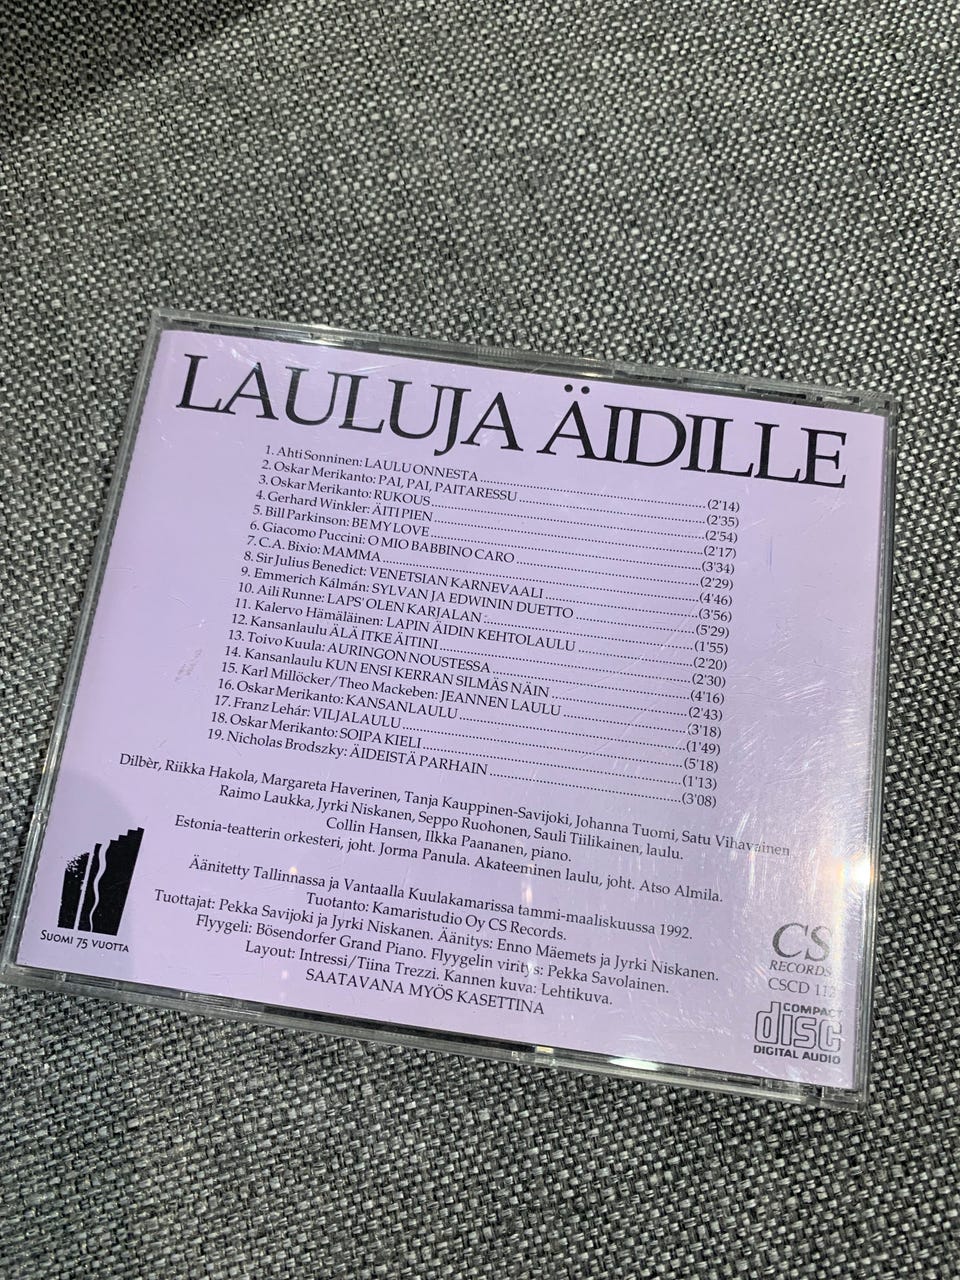 LAULUJA ÄIDILLE
1. Ahti Sonninen: LAULU ONNESTA (2'14)
2. Oskar Merikanto: PAI, PAI, PAITARESSU (2'35)
3. Oskar Merikanto: RUKOUS (2'54)
4. Gerhard Winkler: ÄITI PIEN (2'17)
5. Bill Parkinson: BE MY LOVE (3'34)
6. Giacomo Puccini: O MIO BABBINO CARO (2'29)
7. C.A. Bixio: MAMMA (4'46)
8. Sir Julius Benedict: VENETSIAN KARNEVAALI (3'56)
9. Emmerich Kálmán: SYLVAN JA EDWININ DUETTO (5'29)
10. Aili Runne: LAPS' OLEN KARJALAN (1'55)
11. Kalervo Hämäläinen: LAPIN ÄIDIN KEHTOLAULU (2'20)
12. Kansanlaulu ÄLÄ ITKE ÄITINI (2'30)
13. Toivo Kuula: AURINGON NOUSTESSA (4'16)
14. Kansanlaulu KUN ENSI KERRAN SILMÄS NÄIN (2'43)
15. Karl Millöcker/Theo Mackeben: JEANNEN LAULU (3'18)
16. Oskar Merikanto: KANSANLAULU (1'49)
17. Franz Lehár: VILJALAULU (5'18)
18. Oskar Merikanto: SOIPA KIELI (1'13)
19. Nicholas Brodszky: ÄIDEISTÄ PARHAIN (3'08)
Dilbèr, Riikka Hakola, Margareta Haverinen, Tanja Kauppinen-Savijoki, Johanna Tuomi, Satu Vihavainen
Raimo Laukka, Jyrki Niskanen, Seppo Ruohonen, Sauli Tiilikainen, laulu.
Collin Hansen, Ilkka Paananen, piano.
Estonia-teatterin orkesteri, joht. Jorma Panula. Akateeminen laulu, joht. Atso Almila.
Äänitetty Tallinnassa ja Vantaalla Kuulakamarissa tammi-maaliskuussa 1992.
Tuotanto: Kamaristudio Oy CS Records.
Tuottajat: Pekka Savijoki ja Jyrki Niskanen. Äänitys: Enno Mäemets ja Jyrki Niskanen.
Flyygeli: Bösendorfer Grand Piano. Flyygelin viritys: Pekka Savolainen.
Layout: Intressi/Tiina Trezzi. Kannen kuva: Lehtikuva.
SAATAVANA MYÖS KASETTINA
SUOMI 75 VUOTTA
CS
RECORDS
CSCD
COMPACT
disc
DIGITAL AUDIO